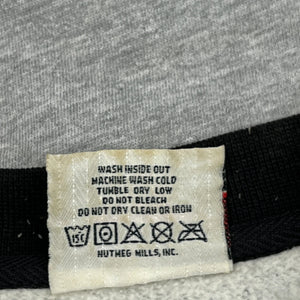 WASH INSIDE OUT
MACHINE WASH COLD
TUMBLE DRY LOW
DO NOT BLEACH
DO NOT DRY CLEAN OR IRON
15C
NUTMEG MILLS, INC.